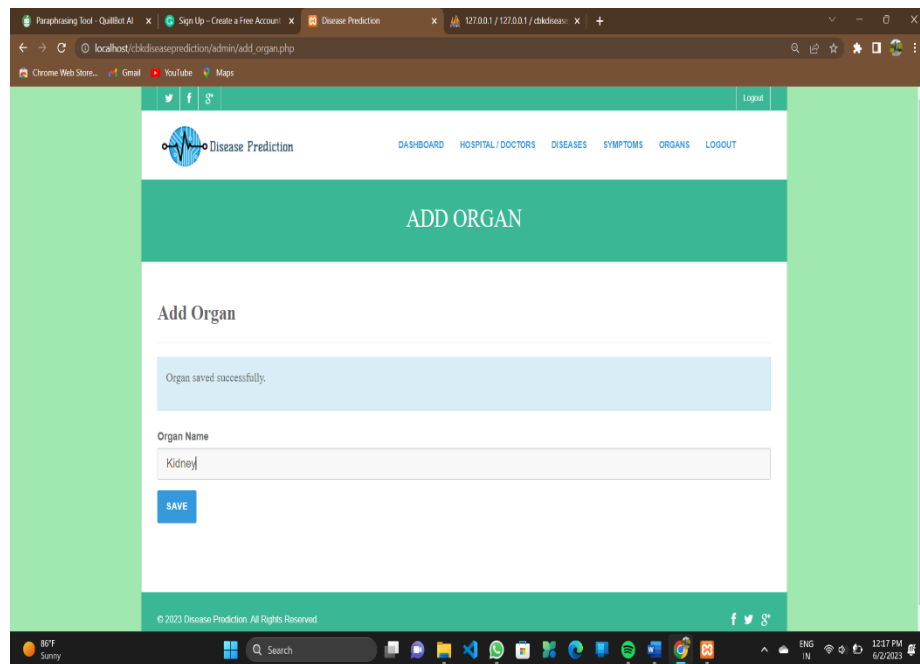 Paraphrasing Tool - QuillBot AI
Sign Up – Create a Free Account
Disease Prediction
127.0.0.1 / 127.0.0.1 / cbkdisease
localhost/cbkdiseaseprediction/admin/add_organ.php
Chrome Web Store... Gmail YouTube Maps
Logout
Disease Prediction DASHBOARD HOSPITAL / DOCTORS DISEASES SYMPTOMS ORGANS LOGOUT
ADD ORGAN
Add Organ
Organ saved successfully.
Organ Name
Kidney
SAVE
© 2023 Disease Prediction. All Rights Reserved.
86°F
Sunny
Search
ENG
IN
12:17 PM
6/2/2023